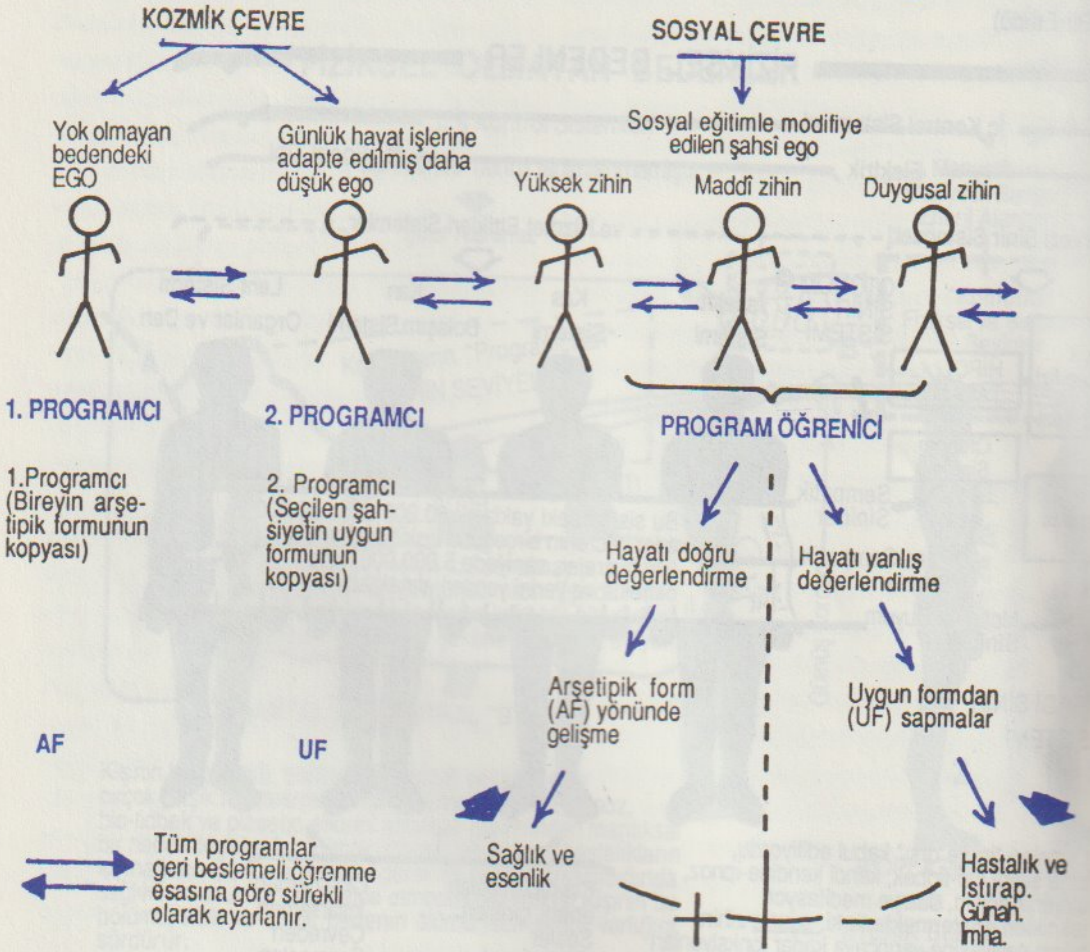 KOZMİK ÇEVRE
SOSYAL ÇEVRE
Yok olmayan
bedendeki
EGO
Günlük hayat işlerine
adapte edilmiş daha
düşük ego
Yüksek zihin
Sosyal eğitimle modifiye
edilen şahsî ego
Maddî zihin
Duygusal zihin
1. PROGRAMCI
2. PROGRAMCI
PROGRAM ÖĞRENİCİ
1.Programcı
(Bireyin arşe-
tipik formunun
kopyası)
2. Programcı
(Seçilen şah-
siyetin uygun
formunun
kopyası)
Hayatı doğru
değerlendirme
Hayatı yanlış
değerlendirme
Arşetipik form
(AF) yönünde
gelişme
Uygun formdan
(UF) sapmalar
AF
UF
Tüm programlar
geri beslemeli öğrenme
esasına göre sürekli
olarak ayarlanır.
Sağlık ve
esenlik
Hastalık ve
Istırap.
Günah.
İmha.
+ −